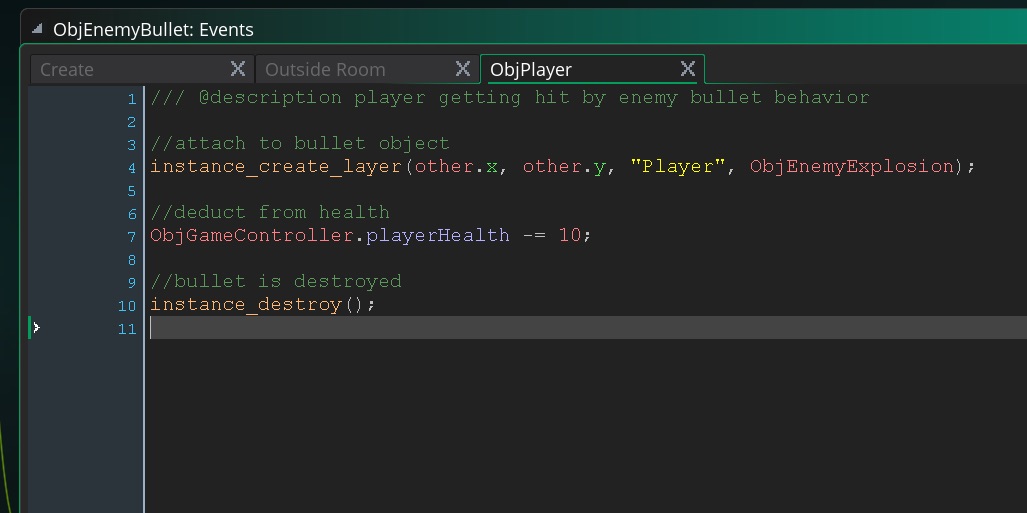 ObjEnemyBullet: Events
Create X Outside Room X ObjPlayer X
1 /// @description player getting hit by enemy bullet behavior
2
3 //attach to bullet object
4 instance_create_layer(other.x, other.y, "Player", ObjEnemyExplosion);
5
6 //deduct from health
7 ObjGameController.playerHealth -= 10;
8
9 //bullet is destroyed
10 instance_destroy();
11